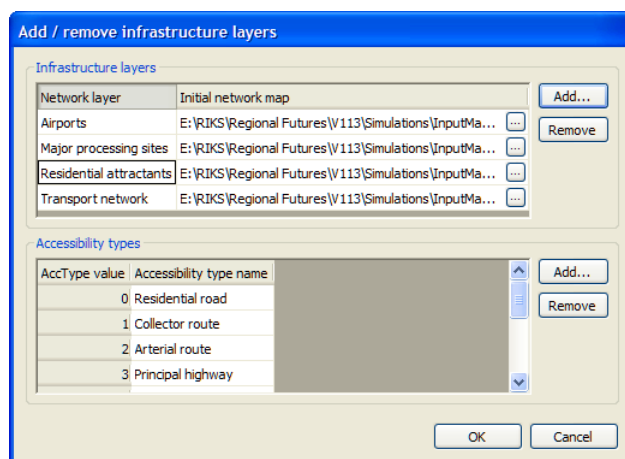 Add / remove infrastructure layers
Infrastructure layers
Network layer Initial network map
Airports E:\RIKS\Regional Futures\V113\Simulations\InputMa... ...
Major processing sites E:\RIKS\Regional Futures\V113\Simulations\InputMa... ...
Residential attractants E:\RIKS\Regional Futures\V113\Simulations\InputMa... ...
Transport network E:\RIKS\Regional Futures\V113\Simulations\InputMa... ...
Add...
Remove
Accessibility types
AccType value Accessibility type name
0 Residential road
1 Collector route
2 Arterial route
3 Principal highway
Add...
Remove
OK Cancel